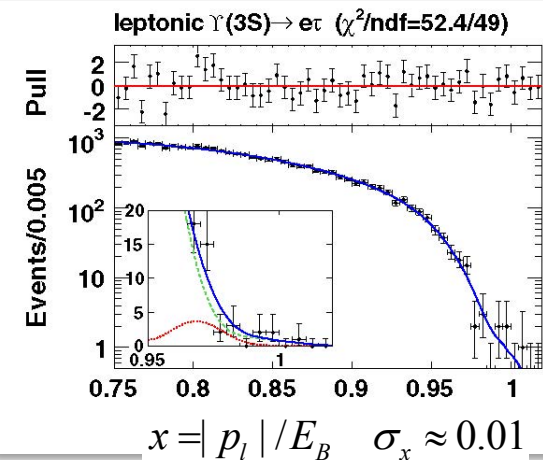 leptonic ϒ(3S)→ eτ (χ²/ndf=52.4/49)
Pull
2
0
-2
Events/0.005
10³
10²
10
1
20
15
10
5
0
0.95
1
0.75 0.8 0.85 0.9 0.95 1
x =| p_l | /E_B σ_x ≈ 0.01